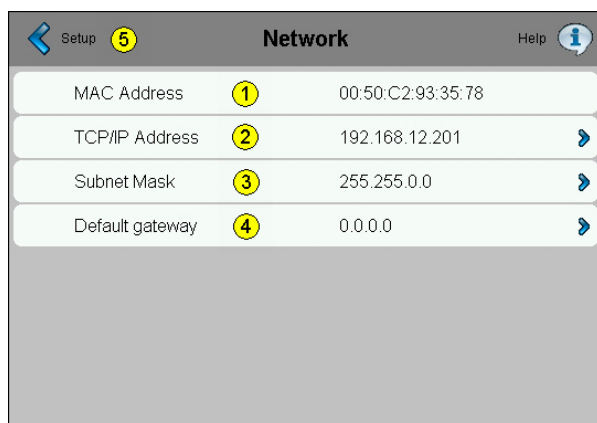 Setup 5 Network Help
MAC Address 1 00:50:C2:93:35:78
TCP/IP Address 2 192.168.12.201
Subnet Mask 3 255.255.0.0
Default gateway 4 0.0.0.0